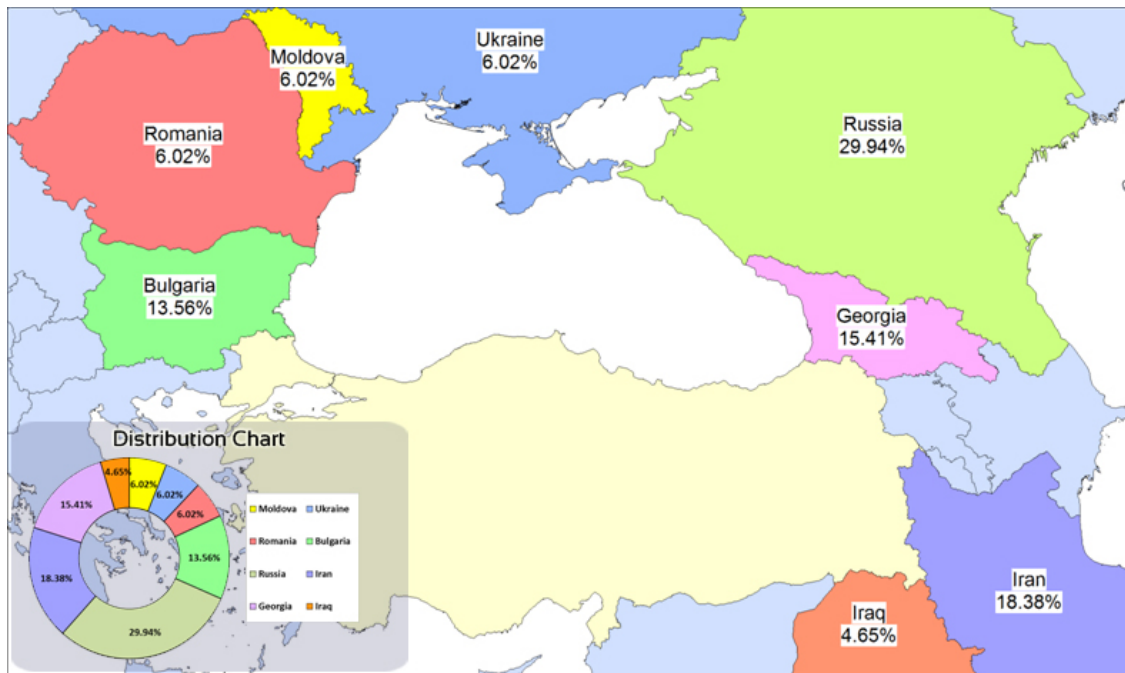 Ukraine
6.02%
Moldova
6.02%
Romania
6.02%
Russia
29.94%
Bulgaria
13.56%
Georgia
15.41%
Iran
18.38%
Iraq
4.65%
Distribution Chart
4.65%
6.02%
6.02%
6.02%
13.56%
29.94%
18.38%
15.41%
Moldova Ukraine
Romania Bulgaria
Russia Iran
Georgia Iraq